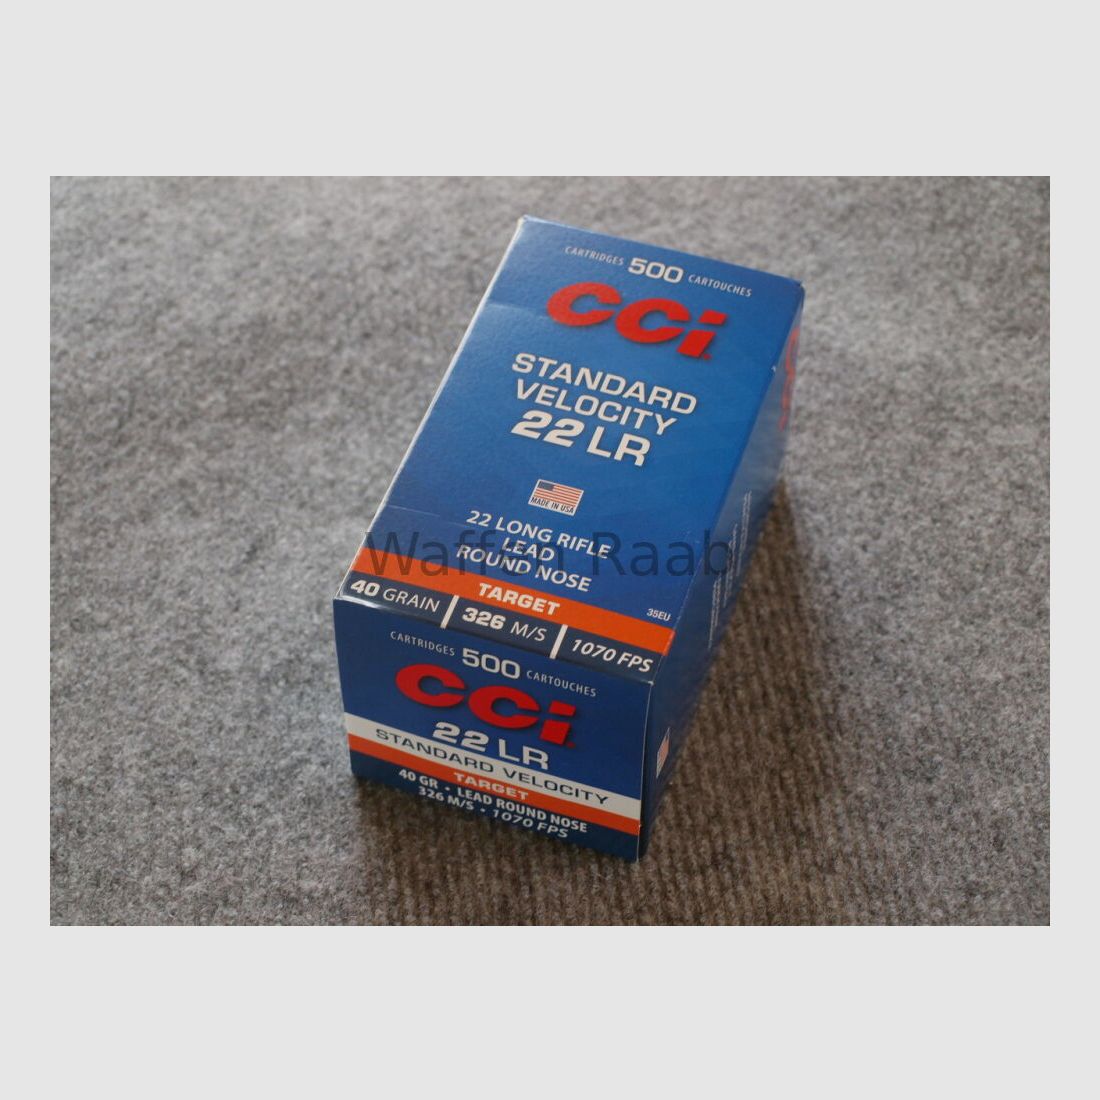 CARTRIDGES 500 CARTOUCHES
CCi
STANDARD
VELOCITY
22 LR
MADE IN USA
22 LONG RIFLE
LEAD
ROUND NOSE
Waffen Raab
TARGET
35EU
40 GRAIN | 326 M/S | 1070 FPS
CARTRIDGES 500 CARTOUCHES
CCi
22 LR
STANDARD VELOCITY
TARGET
40 GR • LEAD ROUND NOSE
326 M/S • 1070 FPS